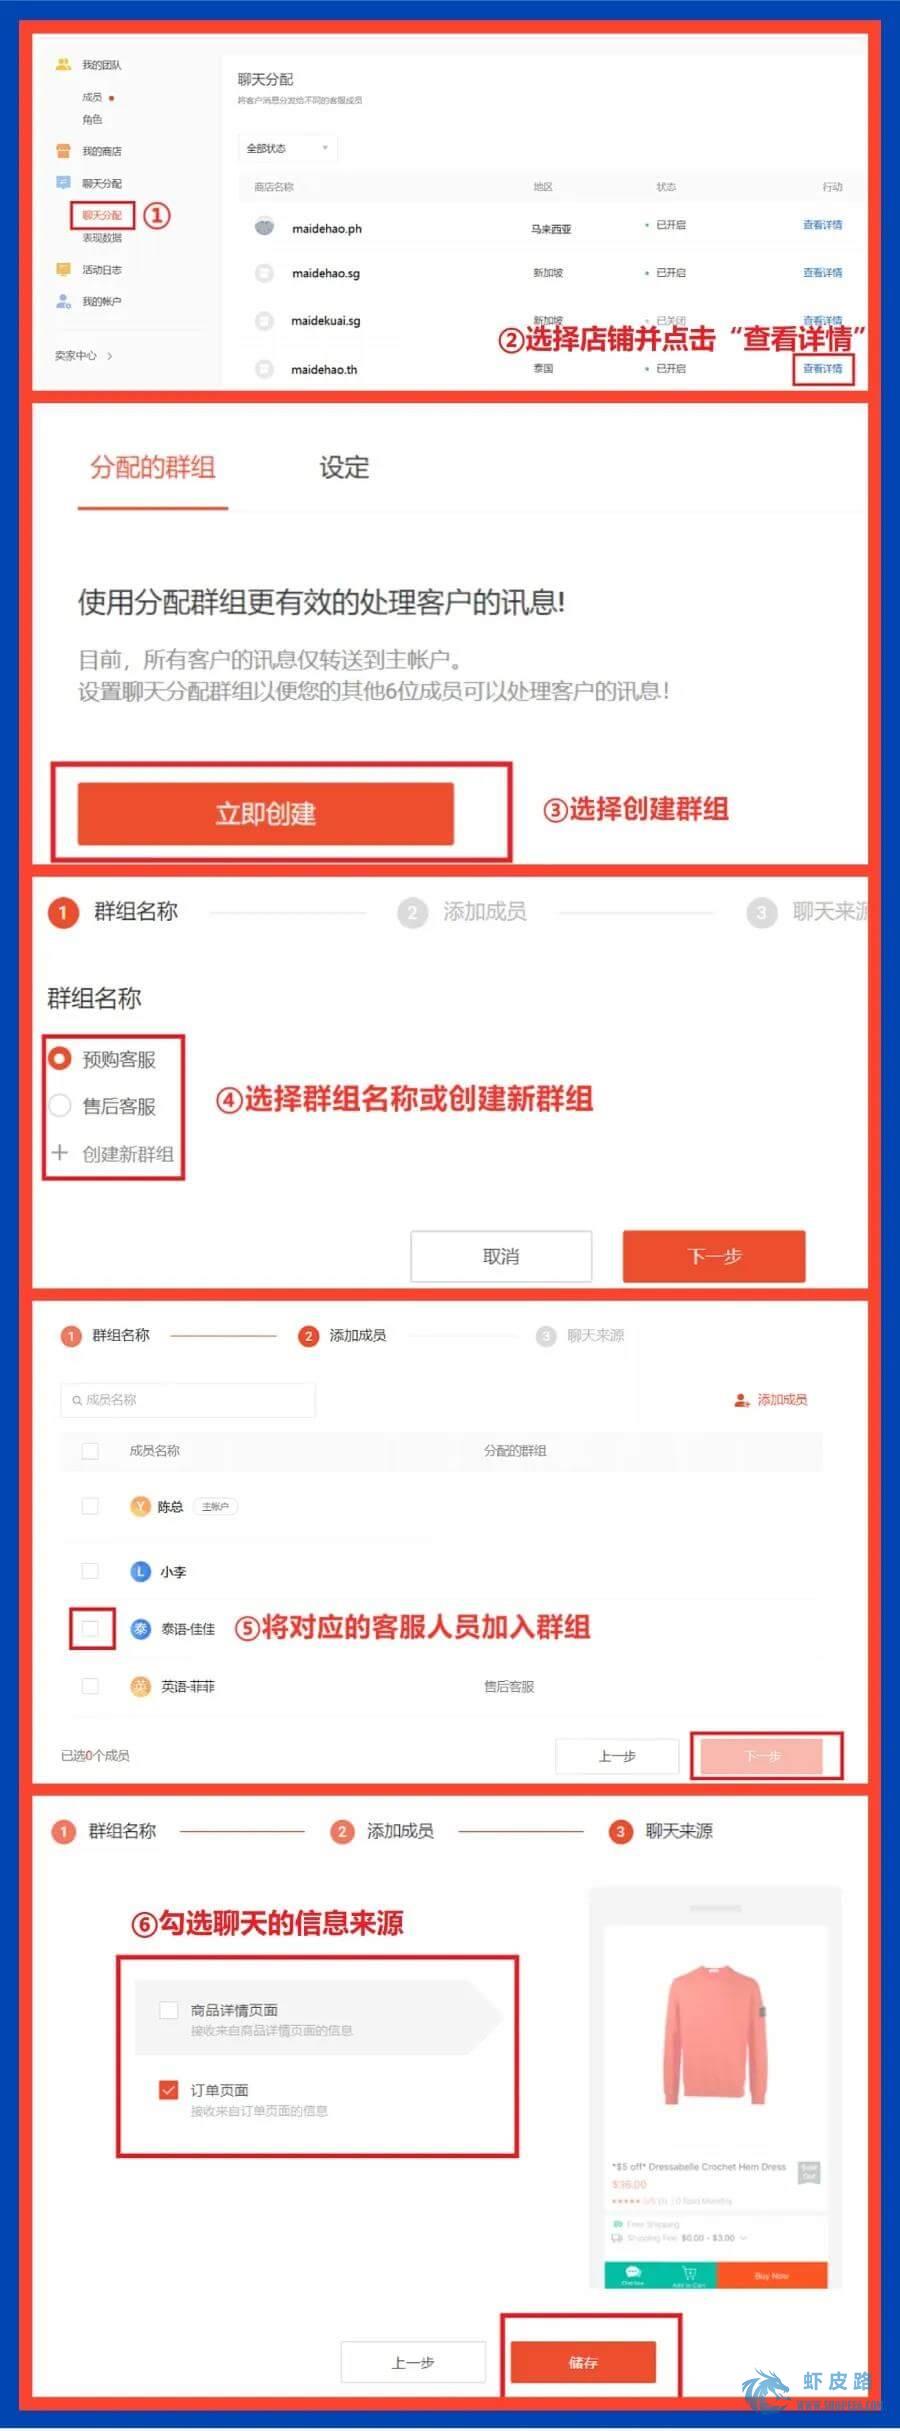 我的团队
成员
角色
我的商店
聊天分配
聊天分配
①
表现数据
活动日志
我的帐户
卖家中心 >
聊天分配
将客户消息分发给不同的客服成员
全部状态
商店名称 地区 状态 行动
maidehao.ph 马来西亚 已开启 查看详情
maidehao.sg 新加坡 已开启 查看详情
maidekuai.sg 新加坡 已关闭 查看详情
②选择店铺并点击“查看详情”
maidehao.th 泰国 已开启 查看详情
分配的群组 设定
使用分配群组更有效的处理客户的讯息!
目前，所有客户的讯息仅转送到主帐户。
设置聊天分配群组以便您的其他6位成员可以处理客户的讯息！
立即创建
③选择创建群组
1 群组名称 2 添加成员 3 聊天来源
群组名称
预购客服
售后客服
+ 创建新群组
④选择群组名称或创建新群组
取消 下一步
1 群组名称 2 添加成员 3 聊天来源
成员名称 添加成员
成员名称 分配的群组
Y 陈总 主帐户
L 小李
泰 泰语-佳佳
⑤将对应的客服人员加入群组
英 英语-菲菲 售后客服
已选0个成员 上一步 下一步
1 群组名称 2 添加成员 3 聊天来源
⑥勾选聊天的信息来源
商品详情页面
接收来自商品详情页面的信息
订单页面
接收来自订单页面的信息
*$5 off* Dressabelle Crochet Hem Dress
Sold Out
$36.00
Free Shipping
Shipping Fee: $0.00 - $3.00
Add to Cart
Buy Now
上一步 储存
虾皮路